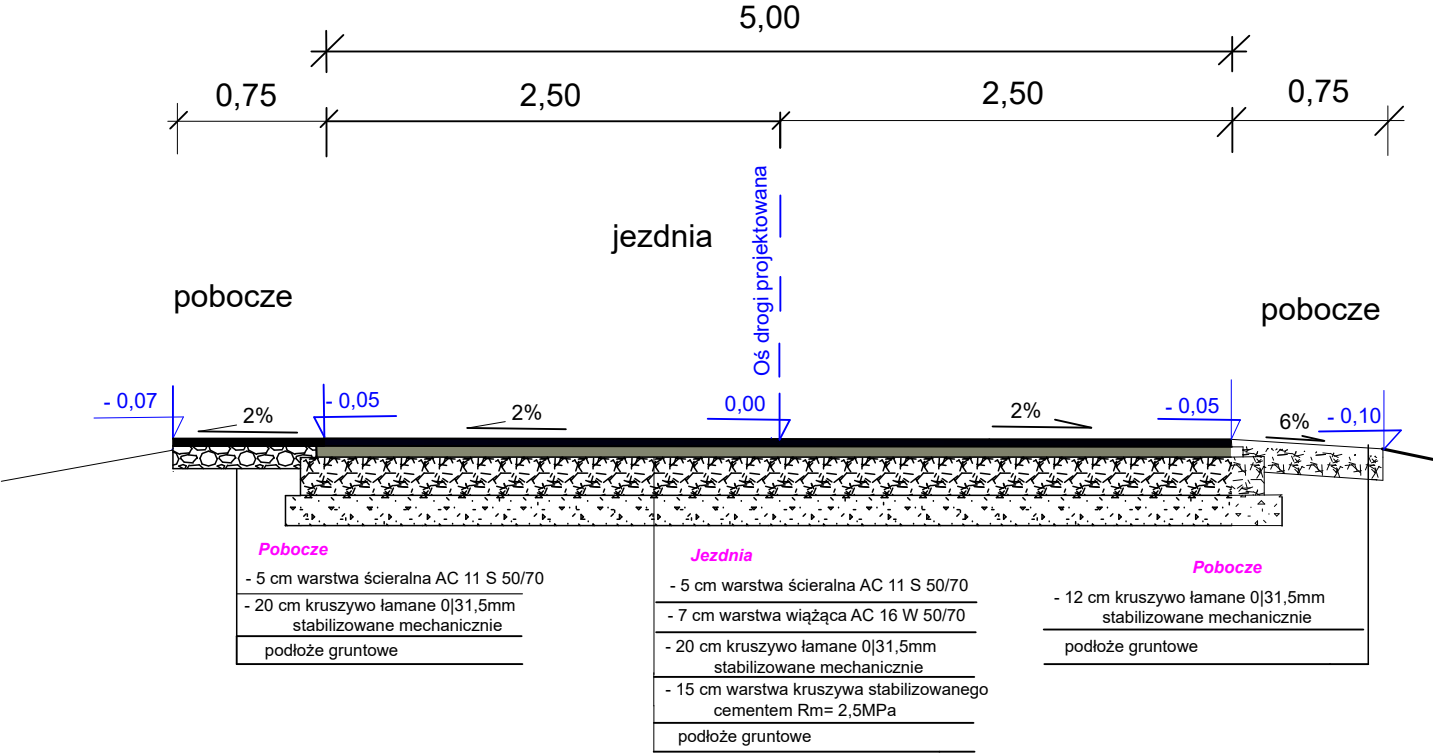 5,00
0,75
2,50
2,50
0,75
Oś drogi projektowana
jezdnia
pobocze
pobocze
- 0,07
2%
- 0,05
2%
0,00
2%
- 0,05
6%
- 0,10
Pobocze
- 5 cm warstwa ścieralna AC 11 S 50/70
- 20 cm kruszywo łamane 0|31,5mm
stabilizowane mechanicznie
podłoże gruntowe
Jezdnia
- 5 cm warstwa ścieralna AC 11 S 50/70
- 7 cm warstwa wiążąca AC 16 W 50/70
- 20 cm kruszywo łamane 0|31,5mm
stabilizowane mechanicznie
- 15 cm warstwa kruszywa stabilizowanego
cementem Rm= 2,5MPa
podłoże gruntowe
Pobocze
- 12 cm kruszywo łamane 0|31,5mm
stabilizowane mechanicznie
podłoże gruntowe